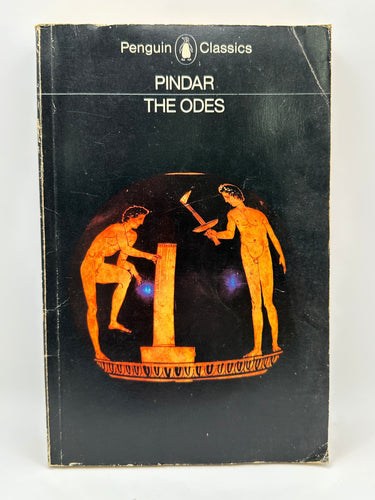 Penguin Classics
PINDAR
THE ODES